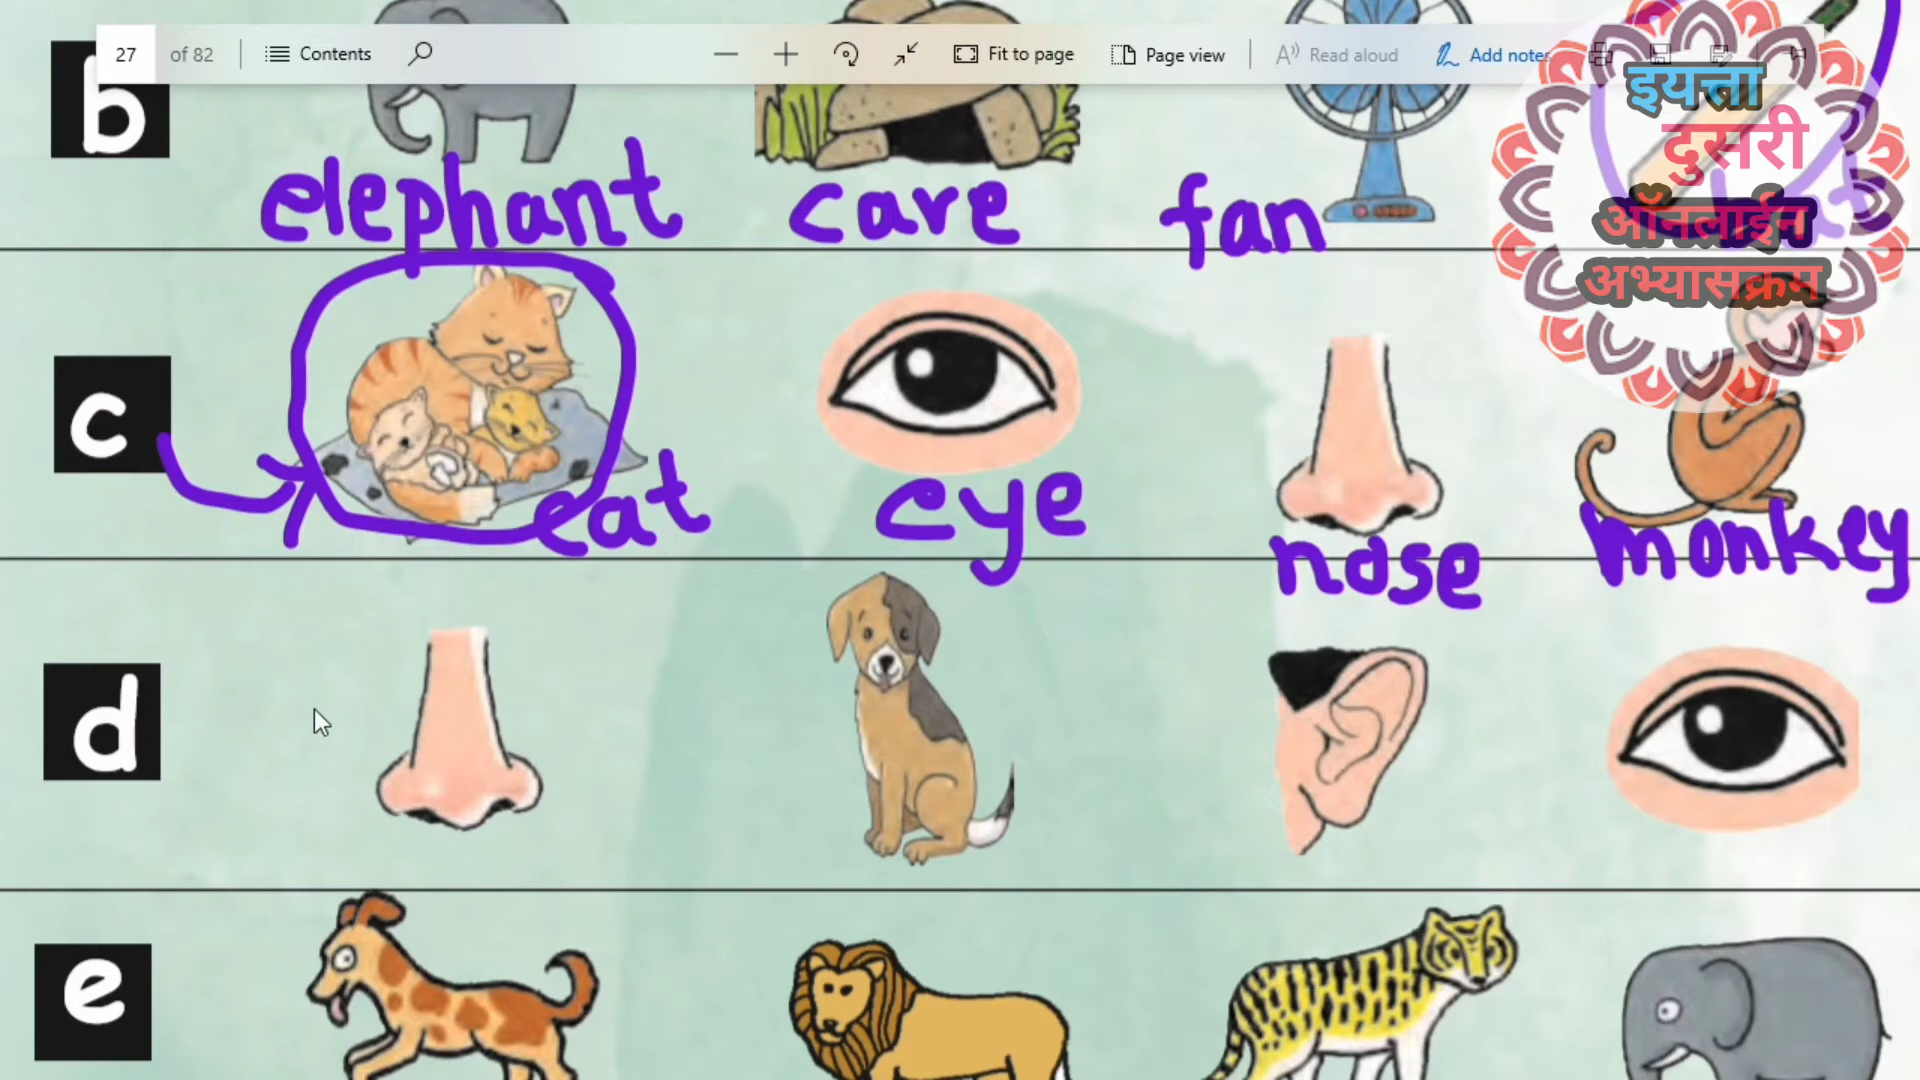 27 of 82 Contents Fit to page Page view Read aloud Add notes
इयत्ता
दुसरी
ऑनलाईन
अभ्यासक्रम
b
elephant cave fan
c
cat eye nose monkey
d
e